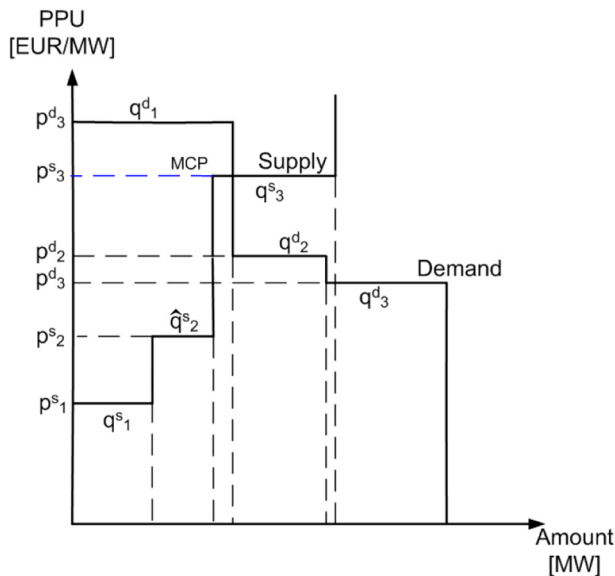 PPU
[EUR/MW]
p^d_3 q^d_1
p^s_3 MCP Supply
q^s_3
p^d_2 q^d_2
p^d_3 Demand
q^d_3
q̂^s_2
p^s_2
p^s_1
q^s_1
Amount
[MW]